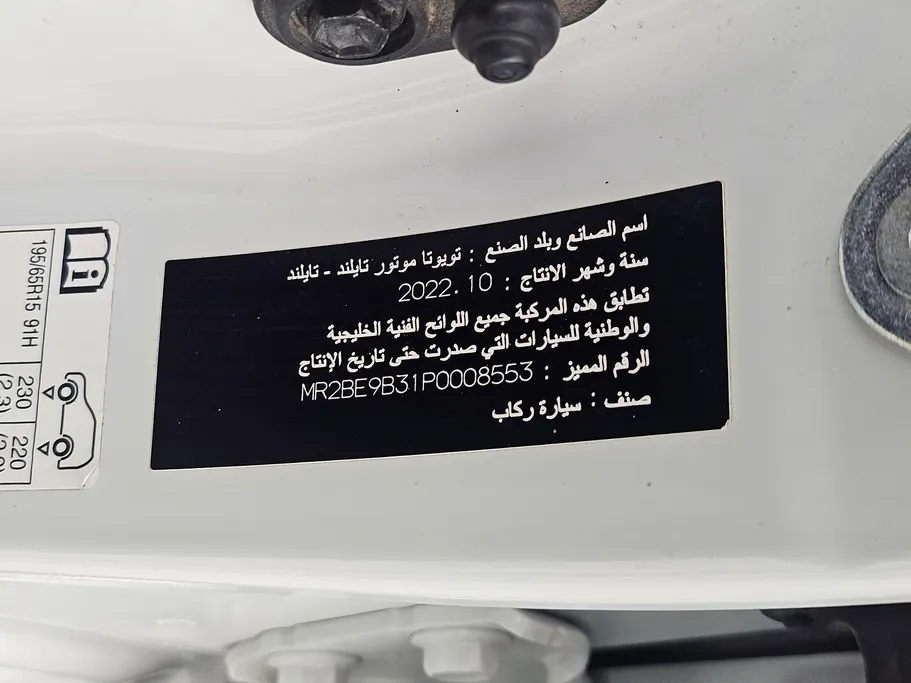 اسم الصانع وبلد الصنع : تويوتا موتور تايلند - تايلند
سنة وشهر الانتاج : 2022.10
تطابق هذه المركبة جميع اللوائح الفنية الخليجية
والوطنية للسيارات التي صدرت حتى تاريخ الإنتاج
الرقم المميز : MR2BE9B31P0008553
صنف : سيارة ركاب
195/65R15 91H
230
(2.3)
220